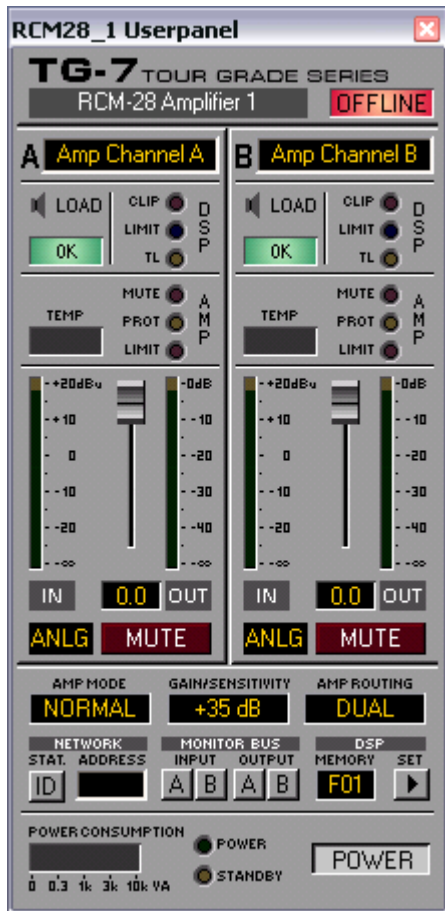 RCM28_1 Userpanel
TG-7 TOUR GRADE SERIES
RCM-28 Amplifier 1 OFFLINE
A Amp Channel A B Amp Channel B
LOAD CLIP DSP LOAD CLIP DSP
LIMIT LIMIT
OK TL OK TL
MUTE AMP MUTE AMP
TEMP PROT TEMP PROT
LIMIT LIMIT
-+20dBu -0dB -+20dBu -0dB
-+10 --10 -+10 --10
- 0 --20 - 0 --20
--10 --30 --10 --30
--20 --40 --20 --40
--∞ --∞ --∞ --∞
IN 0.0 OUT IN 0.0 OUT
ANLG MUTE ANLG MUTE
AMP MODE GAIN/SENSITIVITY AMP ROUTING
NORMAL +35 dB DUAL
NETWORK MONITOR BUS DSP
STAT. ADDRESS INPUT OUTPUT MEMORY SET
ID A B A B F01
POWER CONSUMPTION
POWER
POWER
0 0.3 1k 3k 10k VA STANDBY